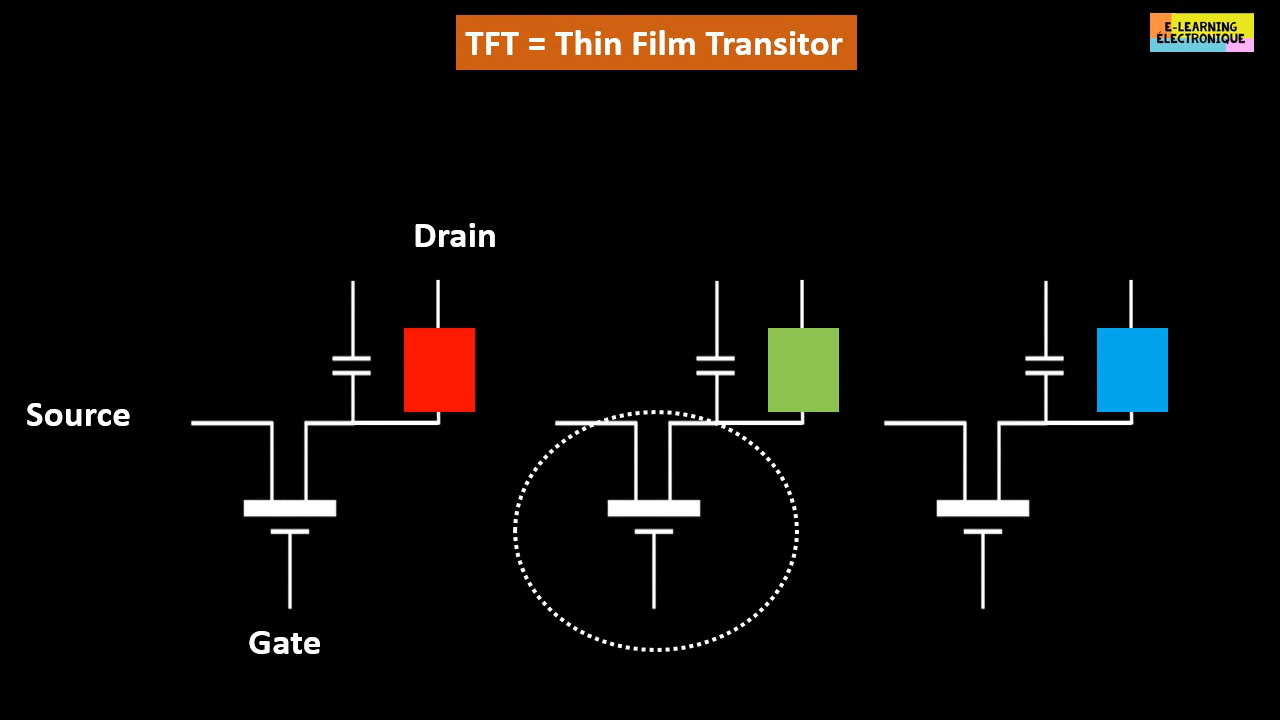 TFT = Thin Film Transitor
E-LEARNING
ÉLECTRONIQUE
Drain
Source
Gate